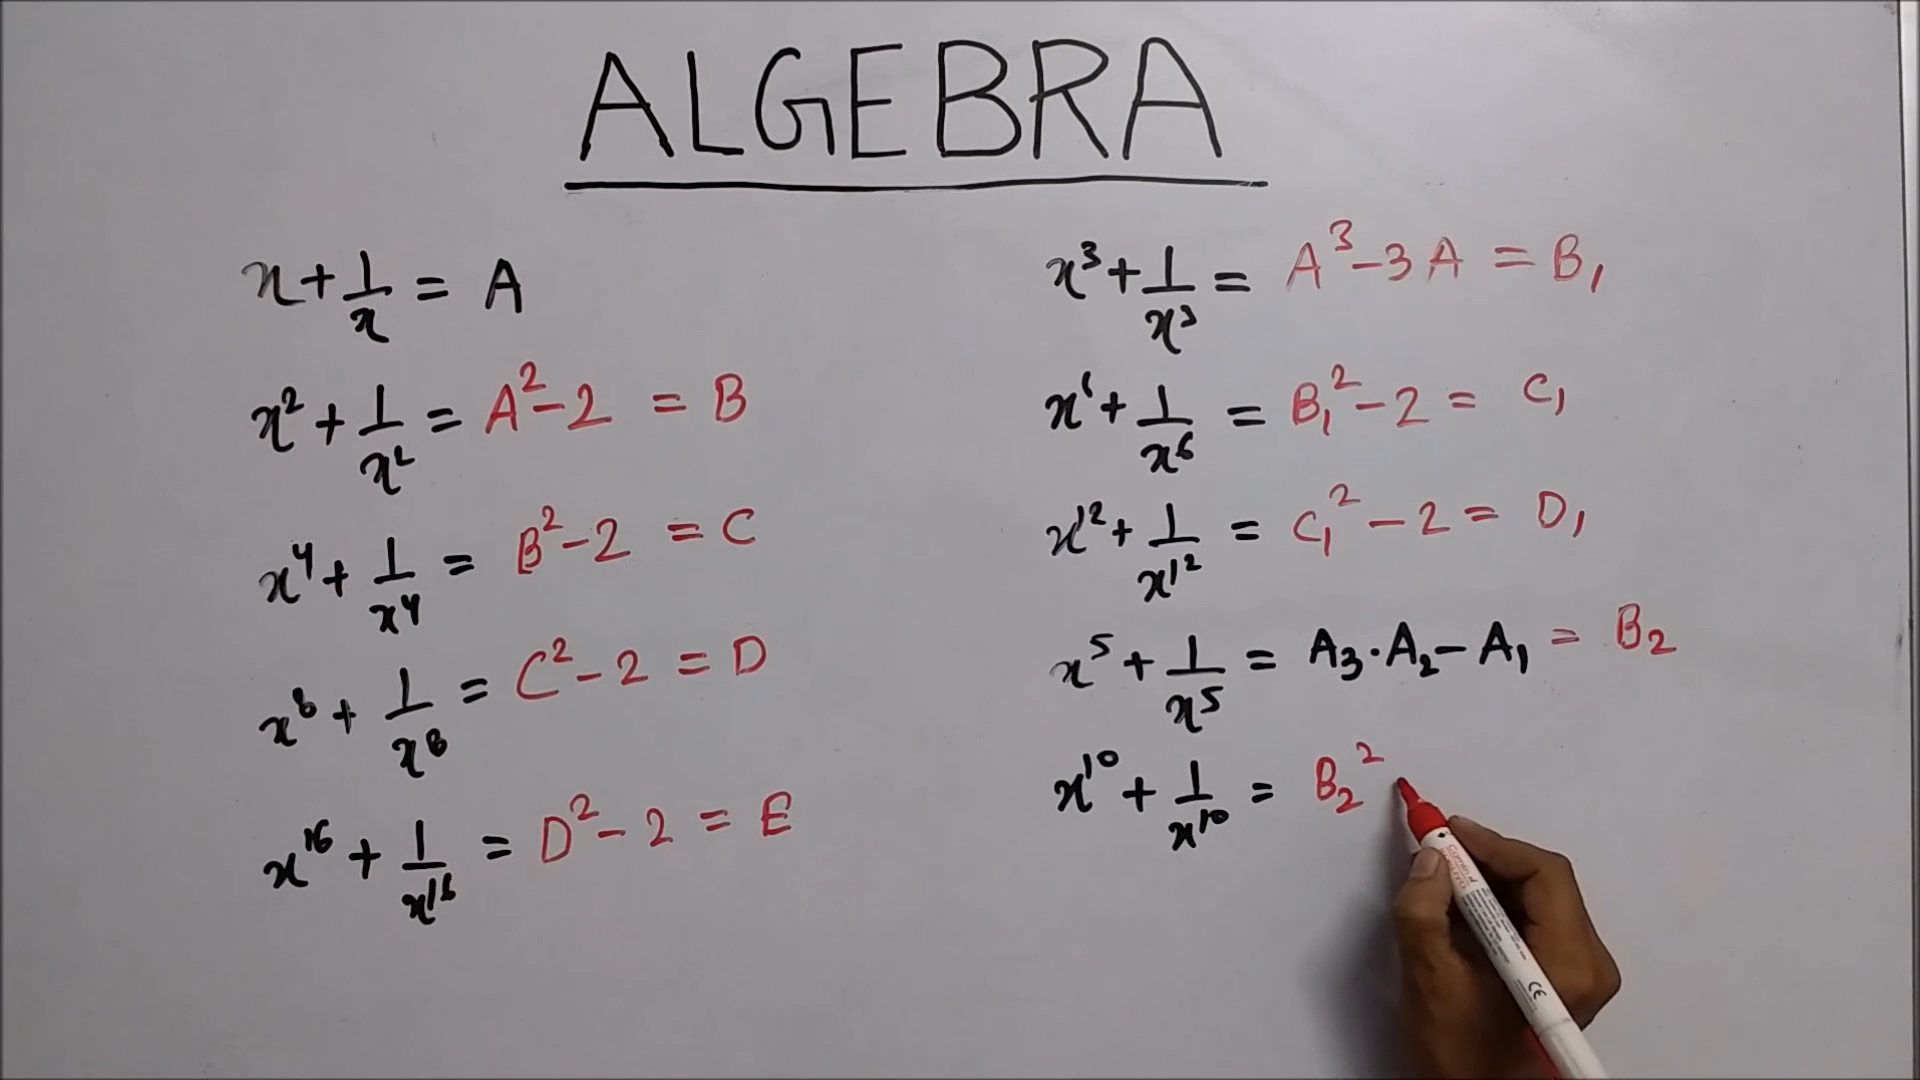 ALGEBRA
x + 1/x = A
x² + 1/x² = A² - 2 = B
x⁴ + 1/x⁴ = B² - 2 = C
x⁸ + 1/x⁸ = C² - 2 = D
x¹⁶ + 1/x¹⁶ = D² - 2 = E
x³ + 1/x³ = A³ - 3A = B₁
x⁶ + 1/x⁶ = B₁² - 2 = C₁
x¹² + 1/x¹² = C₁² - 2 = D₁
x⁵ + 1/x⁵ = A₃·A₂ - A₁ = B₂
x¹⁰ + 1/x¹⁰ = B₂²
CE